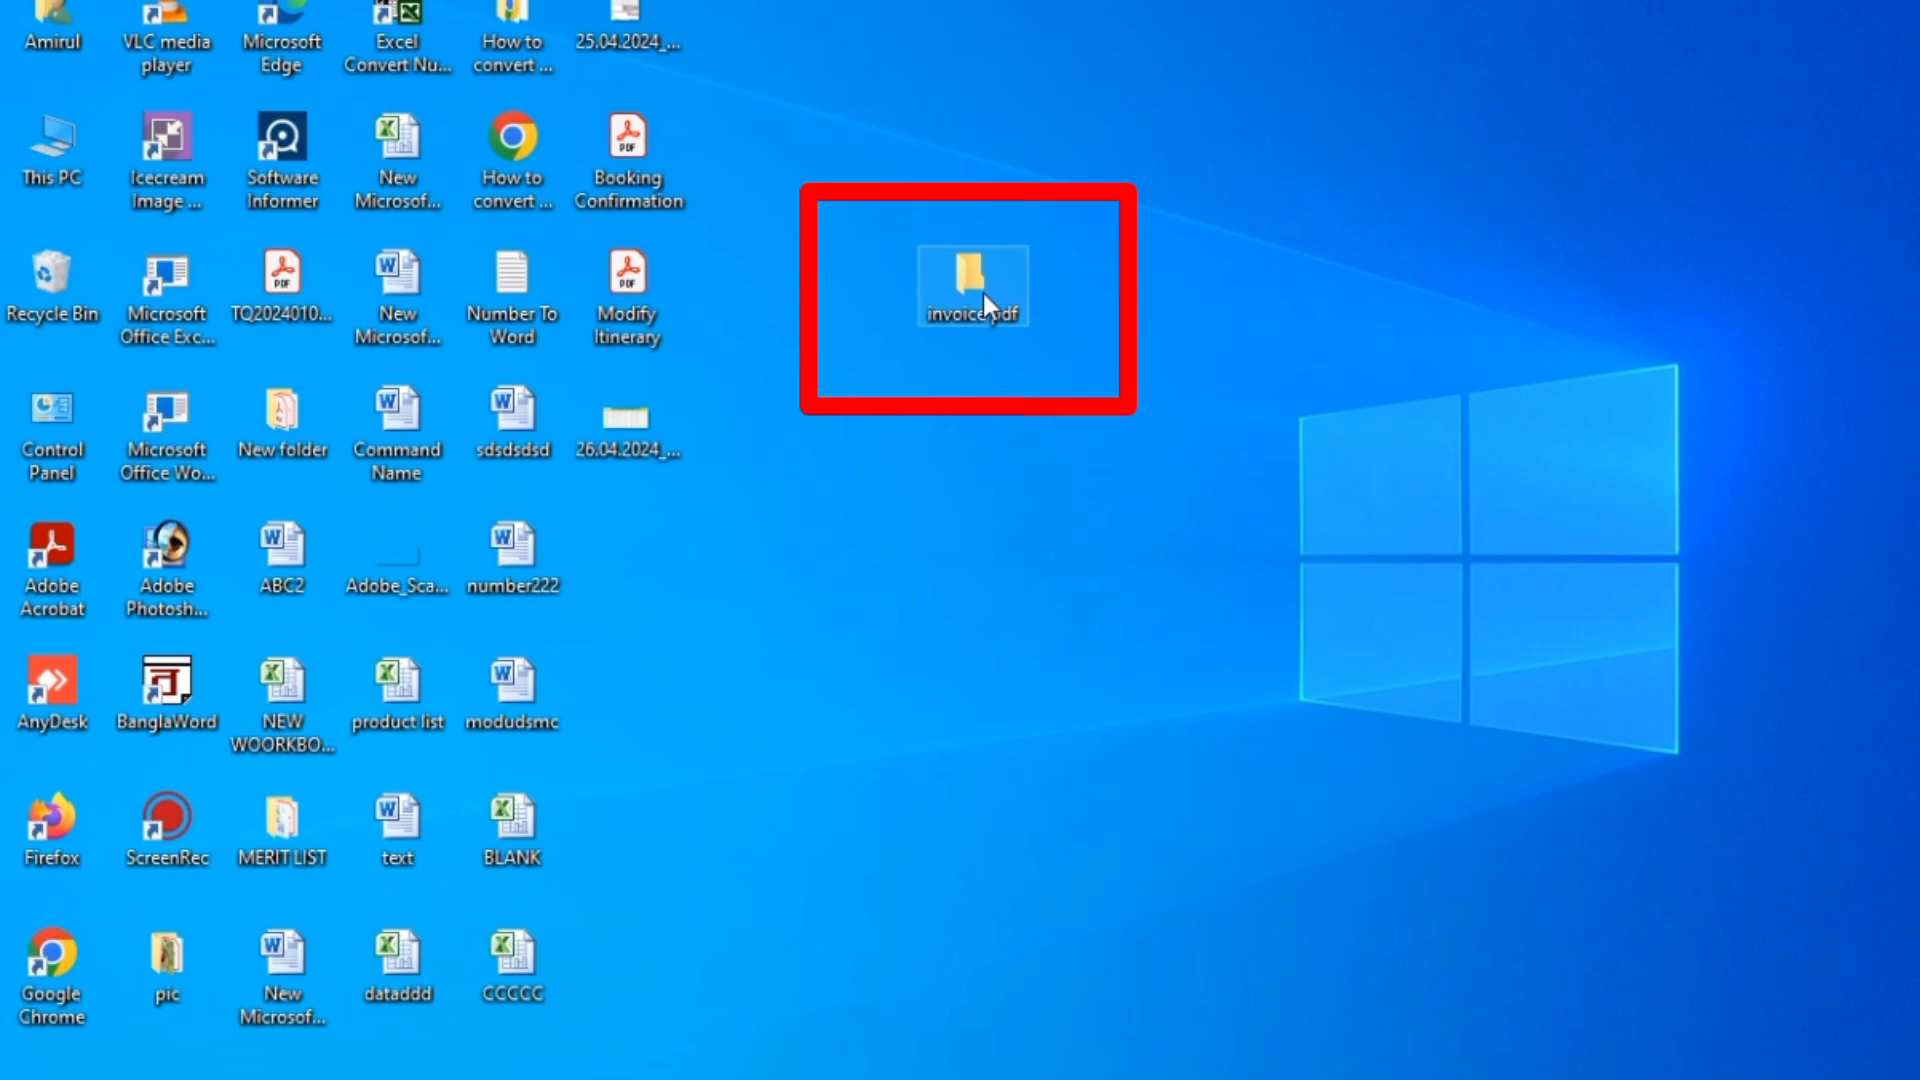 Amirul
VLC media
player
Microsoft
Edge
Excel
Convert Nu...
How to
convert ...
25.04.2024_...
This PC
Icecream
Image ...
Software
Informer
New
Microsof...
How to
convert ...
PDF
Booking
Confirmation
Recycle Bin
Microsoft
Office Exc...
PDF
TQ2024010...
New
Microsof...
Number To
Word
PDF
Modify
Itinerary
invoice pdf
Control
Panel
Microsoft
Office Wo...
New folder
Command
Name
sdsdsdsd
26.04.2024_...
Adobe
Acrobat
Adobe
Photosh...
ABC2
Adobe_Sca...
number222
AnyDesk
BanglaWord
NEW
WOORKBO...
product list
modudsmc
Firefox
ScreenRec
MERIT LIST
text
BLANK
Google
Chrome
pic
New
Microsof...
dataddd
CCCCC